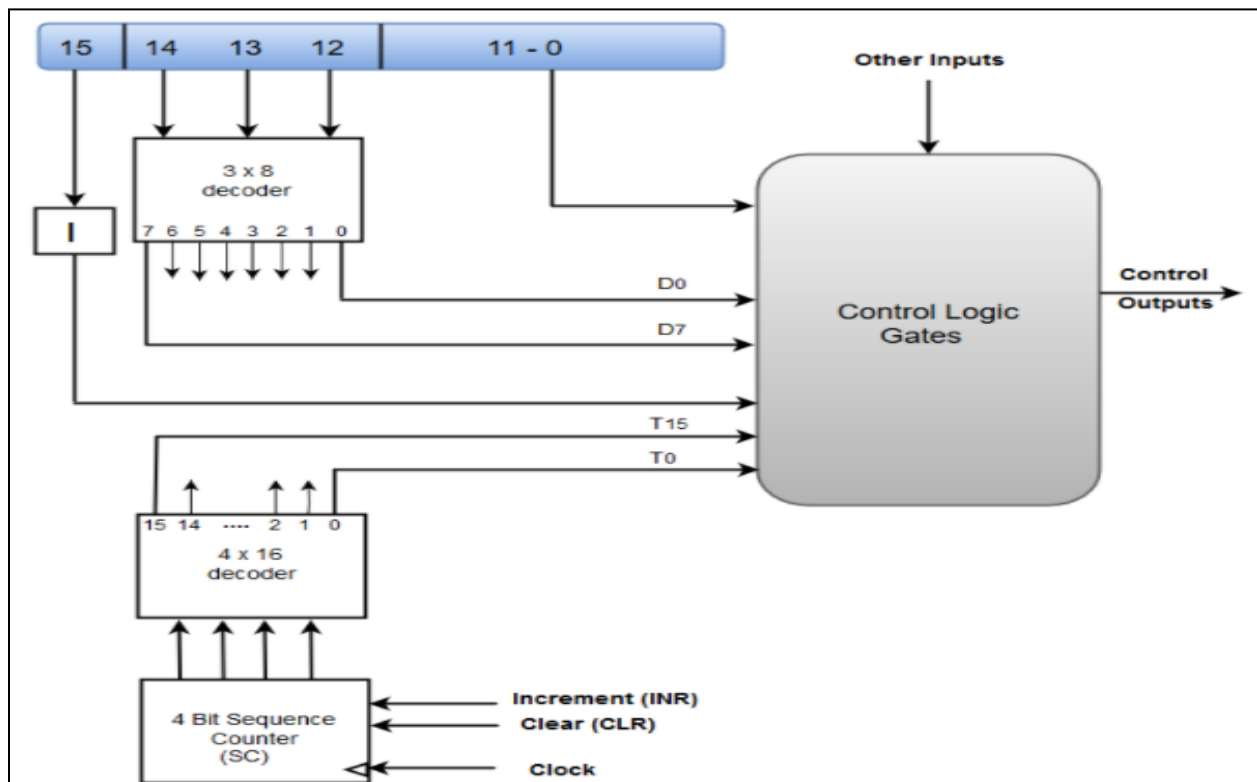 15 14 13 12 11 - 0
Other Inputs
3 x 8
decoder
7 6 5 4 3 2 1 0
I
D0
D7
Control Logic
Gates
Control
Outputs
T15
T0
15 14 .... 2 1 0
4 x 16
decoder
4 Bit Sequence
Counter
(SC)
Increment (INR)
Clear (CLR)
Clock